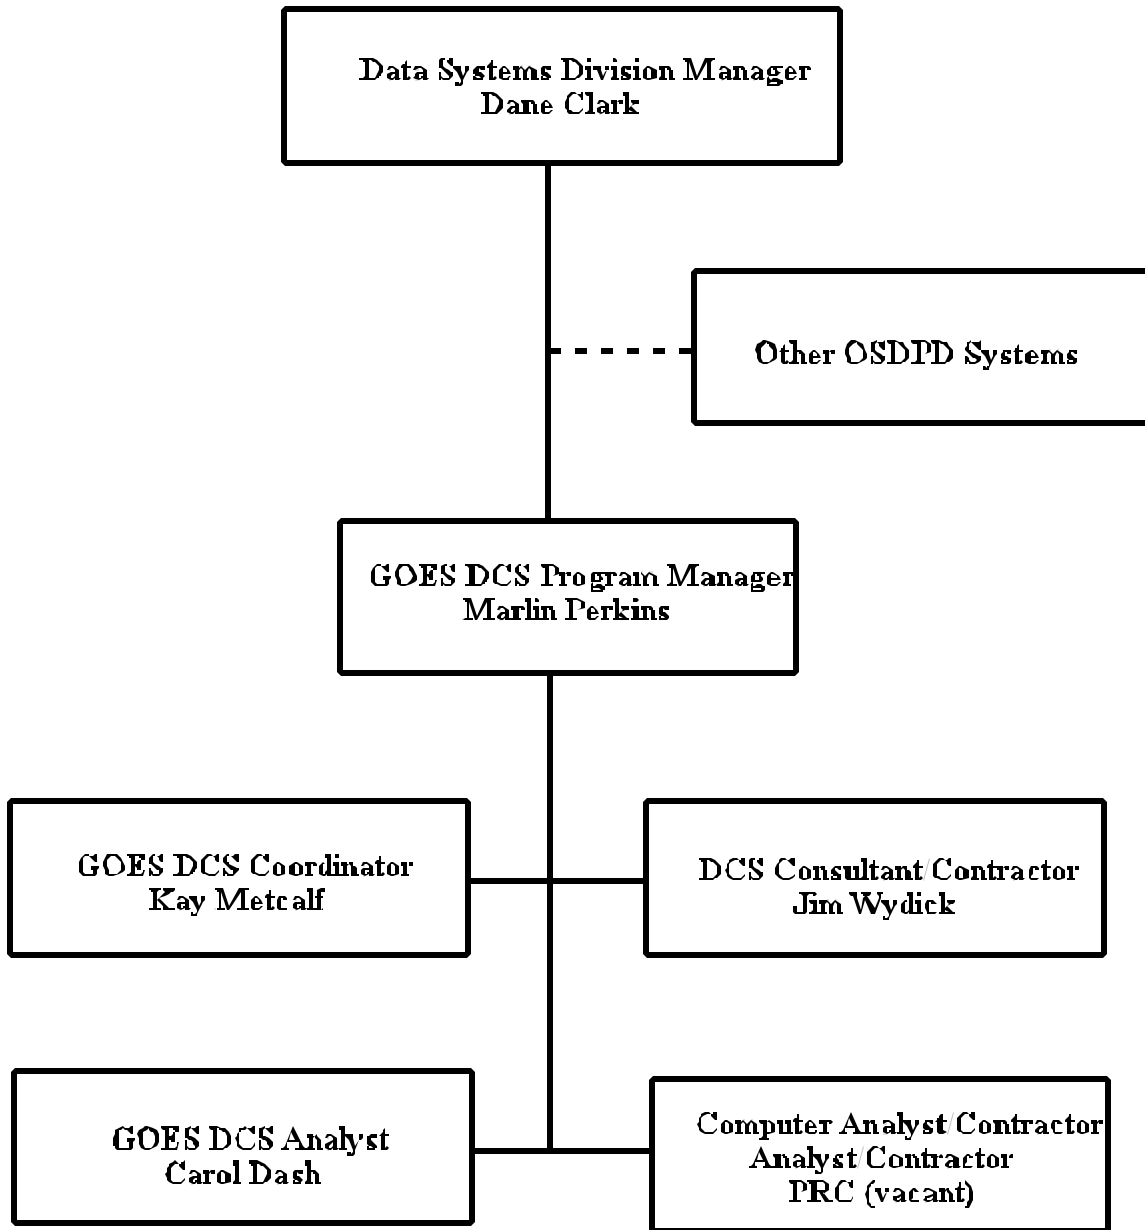 Data Systems Division Manager
Dane Clark
Other OSDPD Systems
GOES DCS Program Manager
Marlin Perkins
GOES DCS Coordinator
Kay Metcalf
DCS Consultant/Contractor
Jim Wydick
GOES DCS Analyst
Carol Dash
Computer Analyst/Contractor
Analyst/Contractor
PRC (vacant)